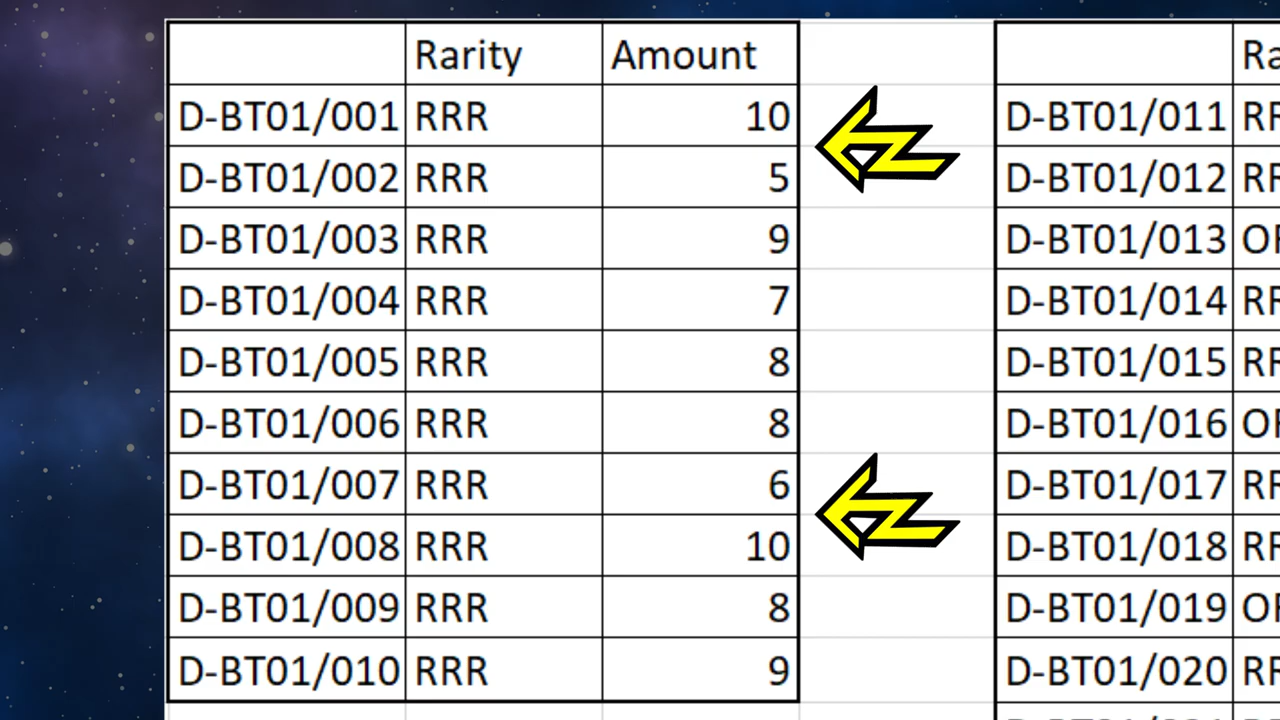 Rarity Amount
D-BT01/001 RRR 10 D-BT01/011
D-BT01/002 RRR 5 D-BT01/012
D-BT01/003 RRR 9 D-BT01/013
D-BT01/004 RRR 7 D-BT01/014
D-BT01/005 RRR 8 D-BT01/015
D-BT01/006 RRR 8 D-BT01/016
D-BT01/007 RRR 6 D-BT01/017
D-BT01/008 RRR 10 D-BT01/018
D-BT01/009 RRR 8 D-BT01/019
D-BT01/010 RRR 9 D-BT01/020